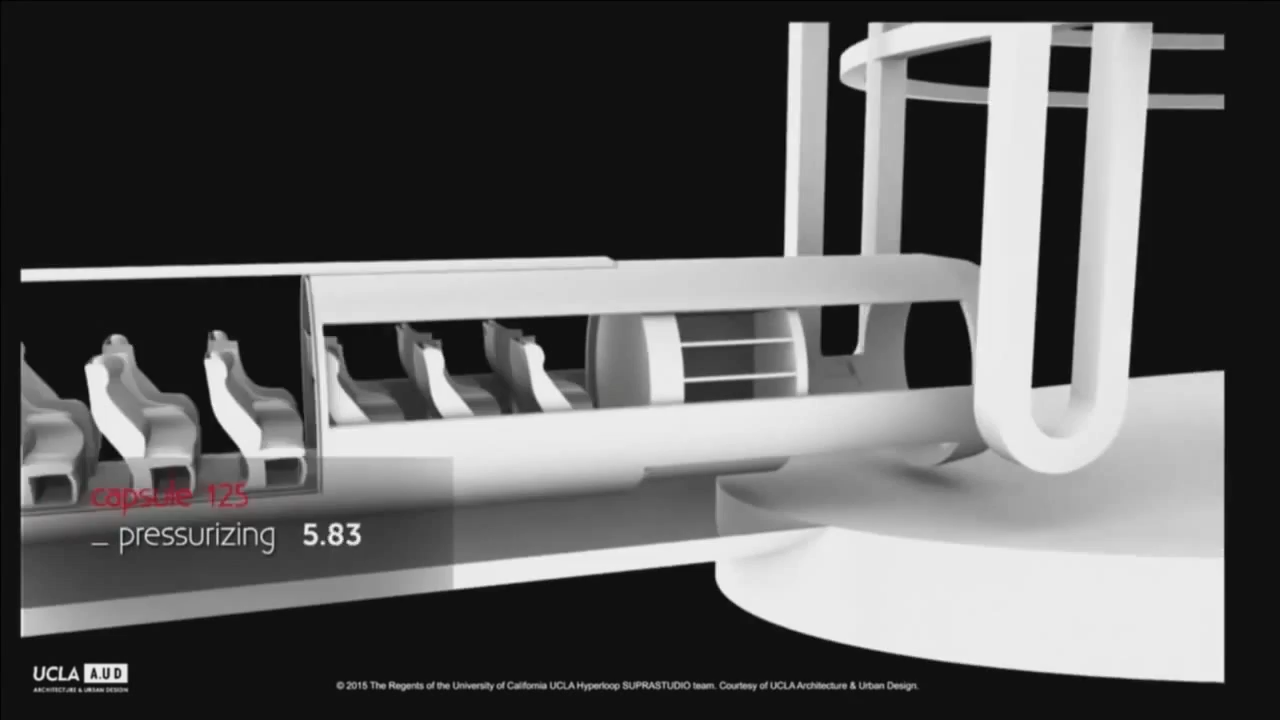 capsule 125
_ pressurizing 5.83
UCLA A.UD
ARCHITECTURE & URBAN DESIGN
© 2015 The Regents of the University of California UCLA Hyperloop SUPRASTUDIO team. Courtesy of UCLA Architecture & Urban Design.